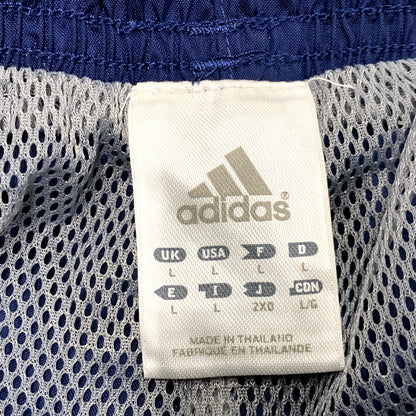 adidas®
UK USA F D
L L L L
E I J CDN
L L 2XO L/G
MADE IN THAILAND
FABRIQUE EN THAILANDE